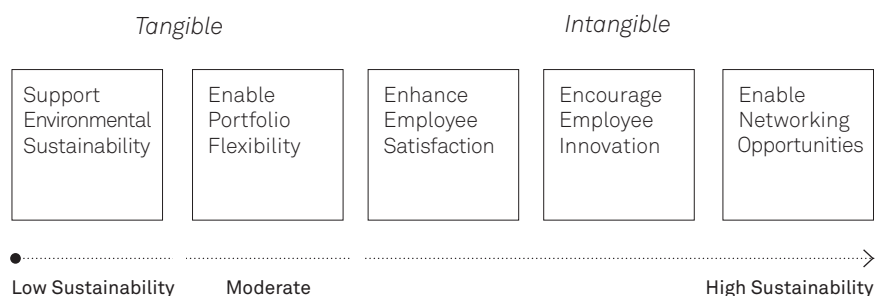 Tangible
Intangible
Support
Environmental
Sustainability
Enable
Portfolio
Flexibility
Enhance
Employee
Satisfaction
Encourage
Employee
Innovation
Enable
Networking
Opportunities
Low Sustainability
Moderate
High Sustainability